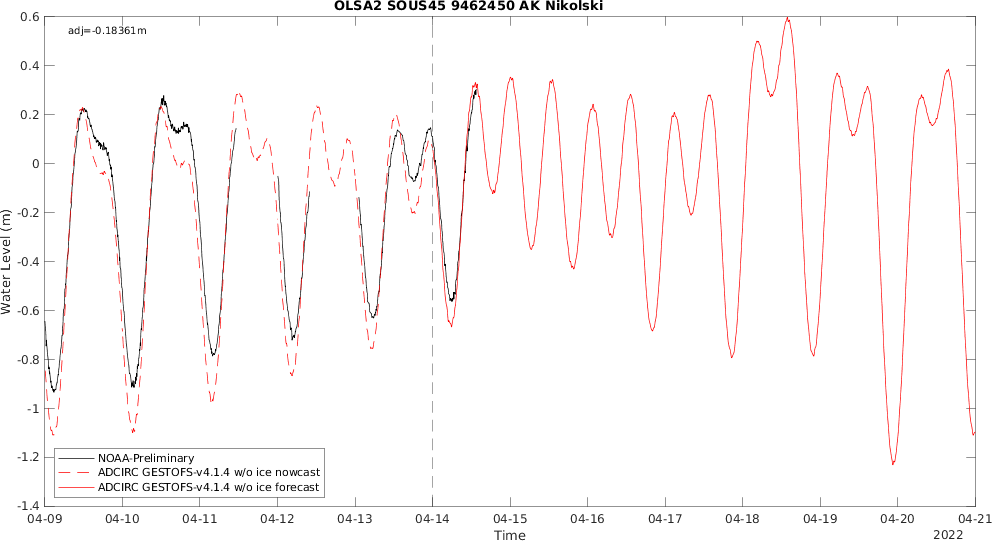 OLSA2 SOUS45 9462450 AK Nikolski
adj=-0.18361m
Water Level (m)
0.6
0.4
0.2
0
-0.2
-0.4
-0.6
-0.8
-1
-1.2
-1.4
NOAA-Preliminary
ADCIRC GESTOFS-v4.1.4 w/o ice nowcast
ADCIRC GESTOFS-v4.1.4 w/o ice forecast
04-09 04-10 04-11 04-12 04-13 04-14 04-15 04-16 04-17 04-18 04-19 04-20 04-21
Time
2022